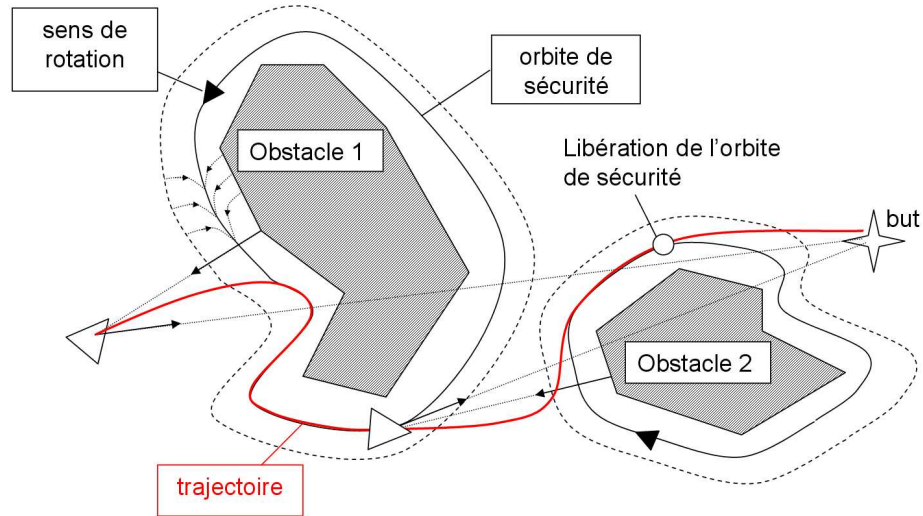 sens de
rotation
orbite de
sécurité
Obstacle 1
Libération de l'orbite
de sécurité
but
Obstacle 2
trajectoire